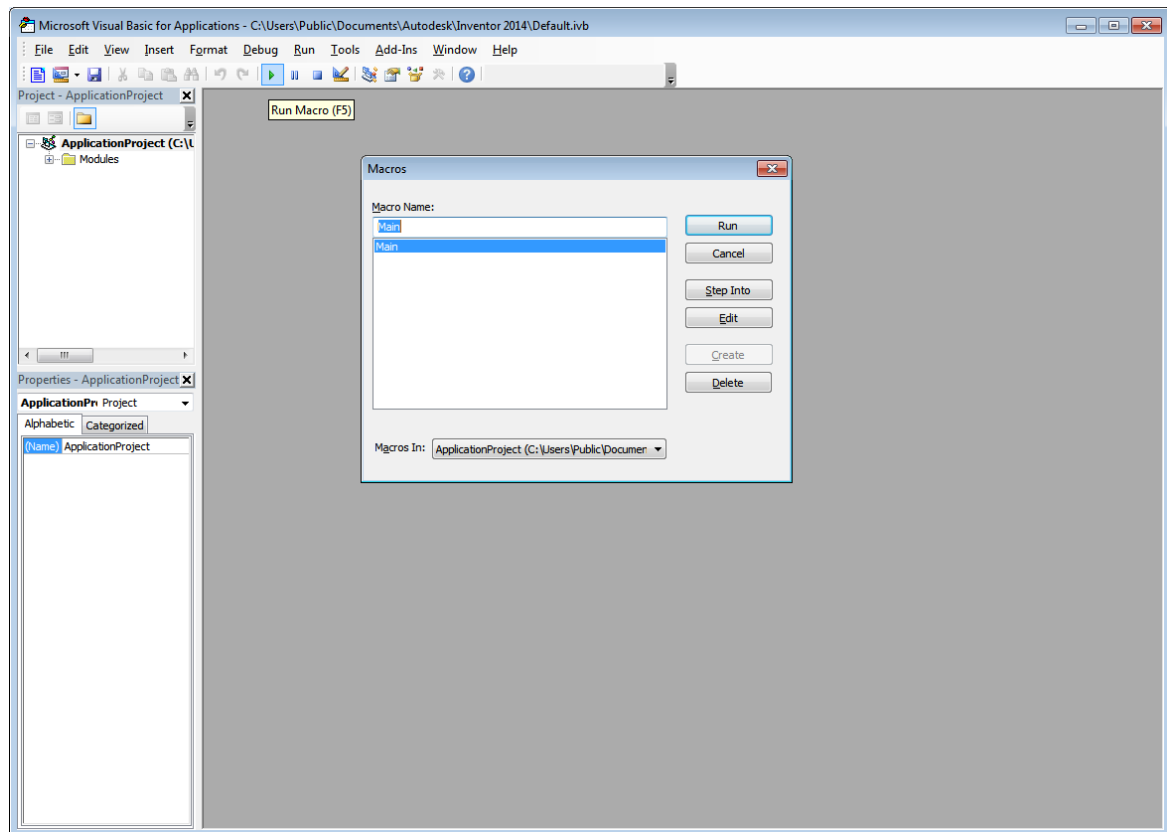 Microsoft Visual Basic for Applications - C:\Users\Public\Documents\Autodesk\Inventor 2014\Default.ivb
File Edit View Insert Format Debug Run Tools Add-Ins Window Help
Project - ApplicationProject
Run Macro (F5)
ApplicationProject (C:\U
Modules
Macros
Macro Name:
Main
Main
Run
Cancel
Step Into
Edit
Create
Delete
Macros In: ApplicationProject (C:\Users\Public\Documen
Properties - ApplicationProject
ApplicationPr Project
Alphabetic Categorized
(Name) ApplicationProject